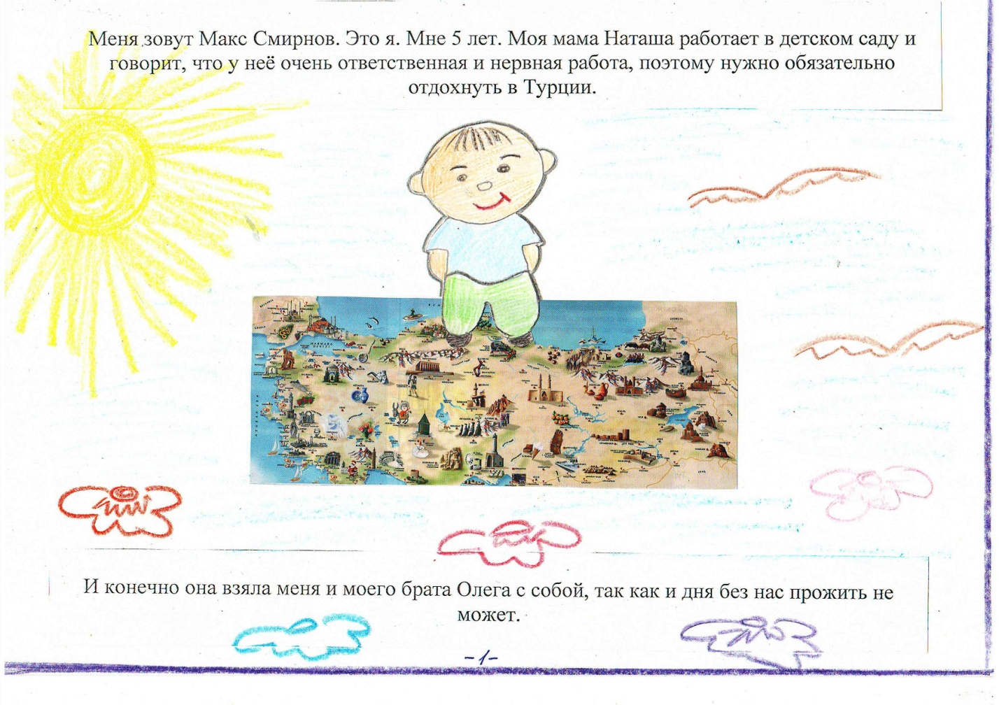 Меня зовут Макс Смирнов. Это я. Мне 5 лет. Моя мама Наташа работает в детском саду и
говорит, что у неё очень ответственная и нервная работа, поэтому нужно обязательно
отдохнуть в Турции.
И конечно она взяла меня и моего брата Олега с собой, так как и дня без нас прожить не
может.
-1-